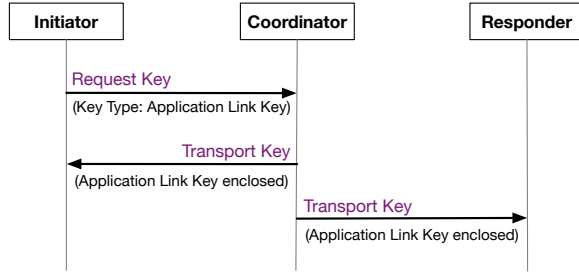 Initiator
Coordinator
Responder
Request Key
(Key Type: Application Link Key)
Transport Key
(Application Link Key enclosed)
Transport Key
(Application Link Key enclosed)